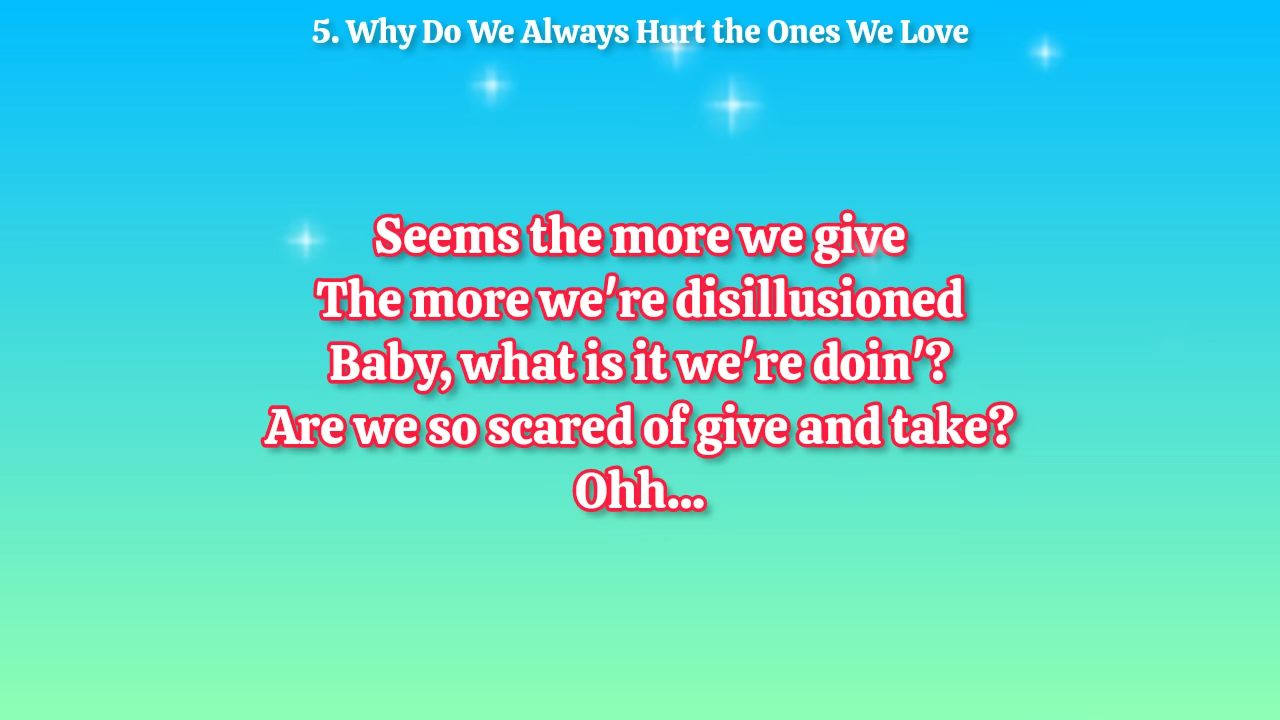 5. Why Do We Always Hurt the Ones We Love
Seems the more we give
The more we're disillusioned
Baby, what is it we're doin'?
Are we so scared of give and take?
Ohh...